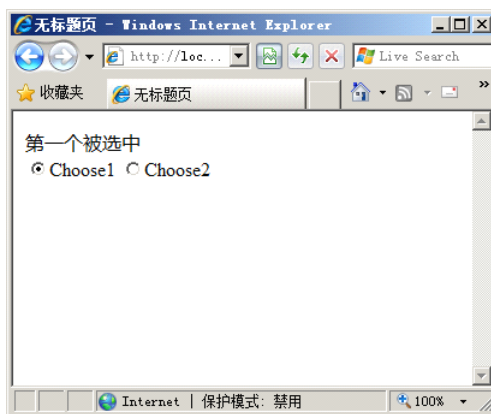 无标题页 - Windows Internet Explorer
http://loc... Live Search
收藏夹 无标题页 »
第一个被选中
Choose1 Choose2
Internet | 保护模式: 禁用 100%